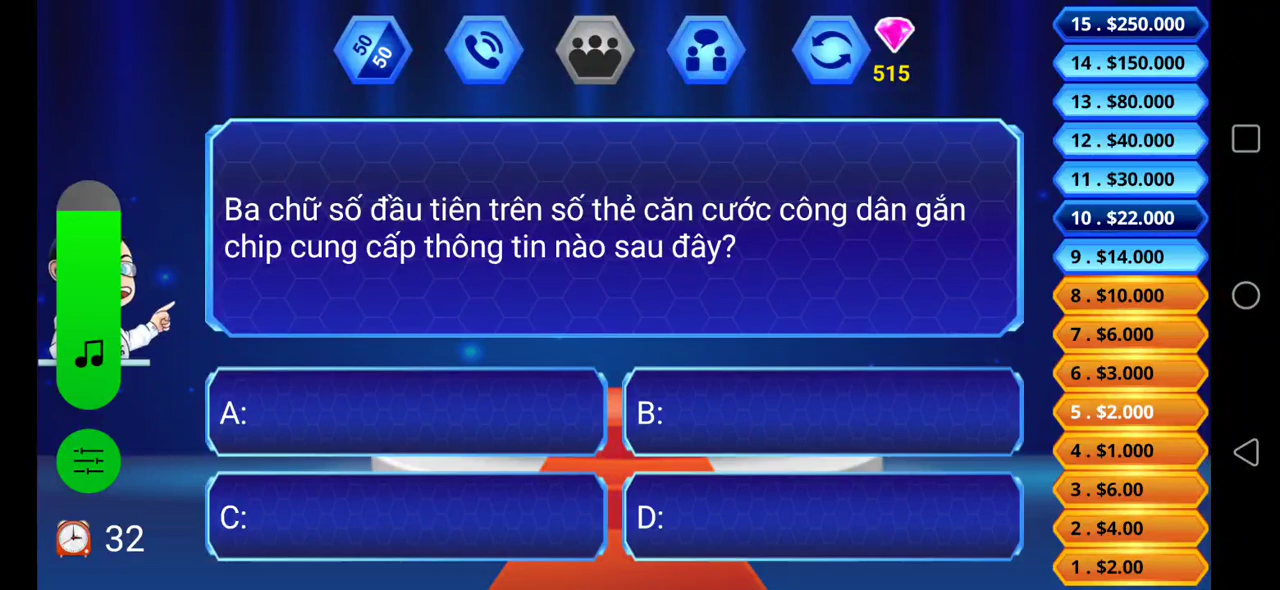 50
50
515
Ba chữ số đầu tiên trên số thẻ căn cước công dân gắn
chip cung cấp thông tin nào sau đây?
A:
B:
C:
D:
32
15 . $250.000
14 . $150.000
13 . $80.000
12 . $40.000
11 . $30.000
10 . $22.000
9 . $14.000
8 . $10.000
7 . $6.000
6 . $3.000
5 . $2.000
4 . $1.000
3 . $6.00
2 . $4.00
1 . $2.00